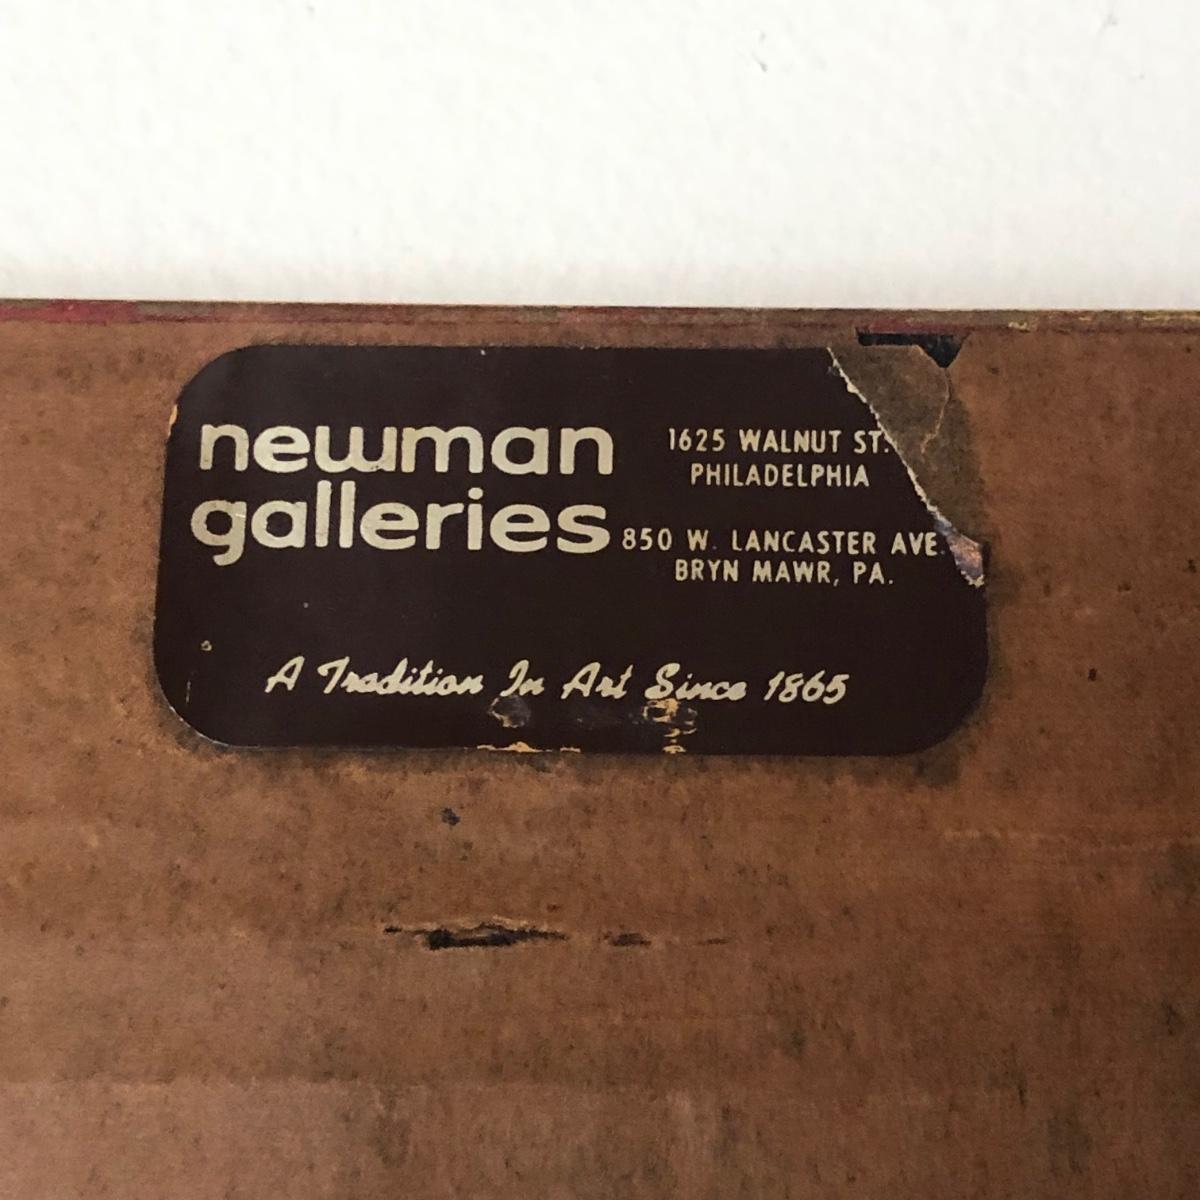 newman
galleries
1625 WALNUT ST.
PHILADELPHIA
850 W. LANCASTER AVE.
BRYN MAWR, PA.
A Tradition In Art Since 1865